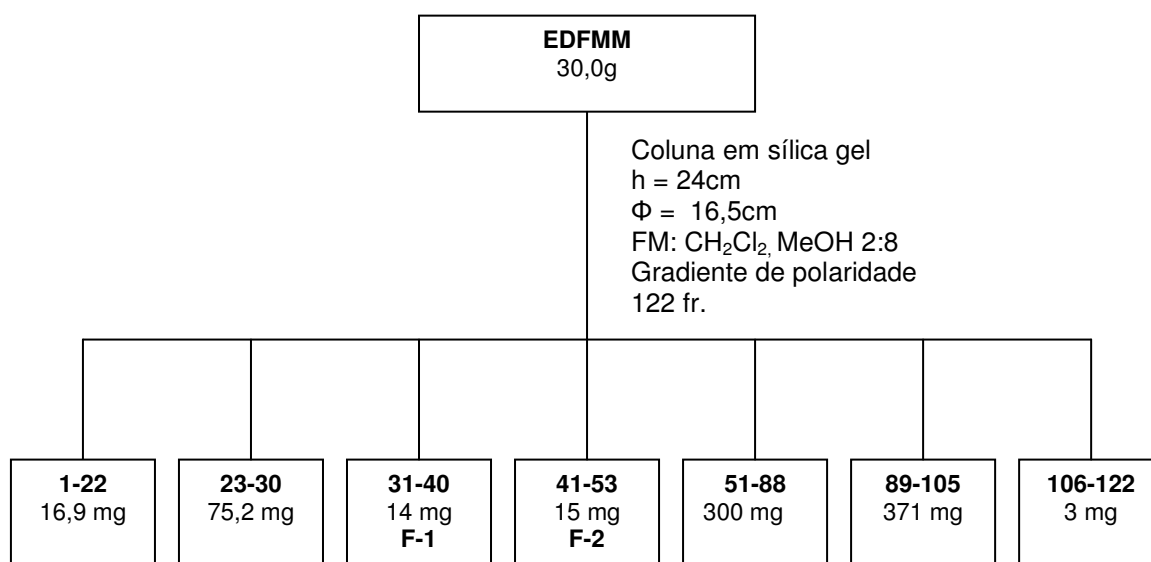 EDFMM
30,0g
Coluna em sílica gel
h = 24cm
Φ = 16,5cm
FM: CH₂Cl₂, MeOH 2:8
Gradiente de polaridade
122 fr.
1-22
16,9 mg
23-30
75,2 mg
31-40
14 mg
F-1
41-53
15 mg
F-2
51-88
300 mg
89-105
371 mg
106-122
3 mg